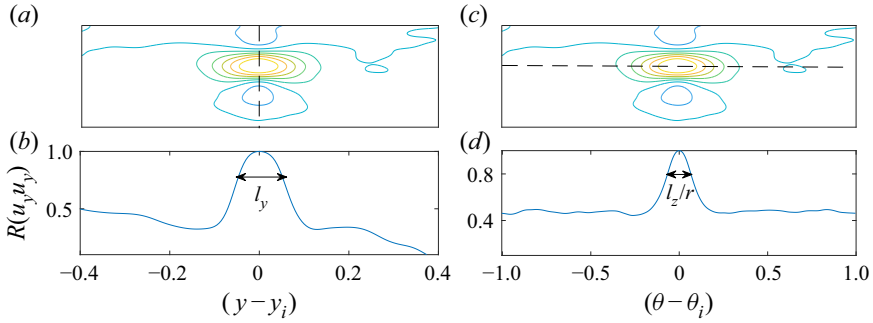 (a)
(c)
(b)
(d)
1.0
0.5
R(u_y u_y)
l_y
−0.4 −0.2 0 0.2 0.4
(y − y_i)
0.8
0.4
l_z/r
−1.0 −0.5 0 0.5 1.0
(θ − θ_i)